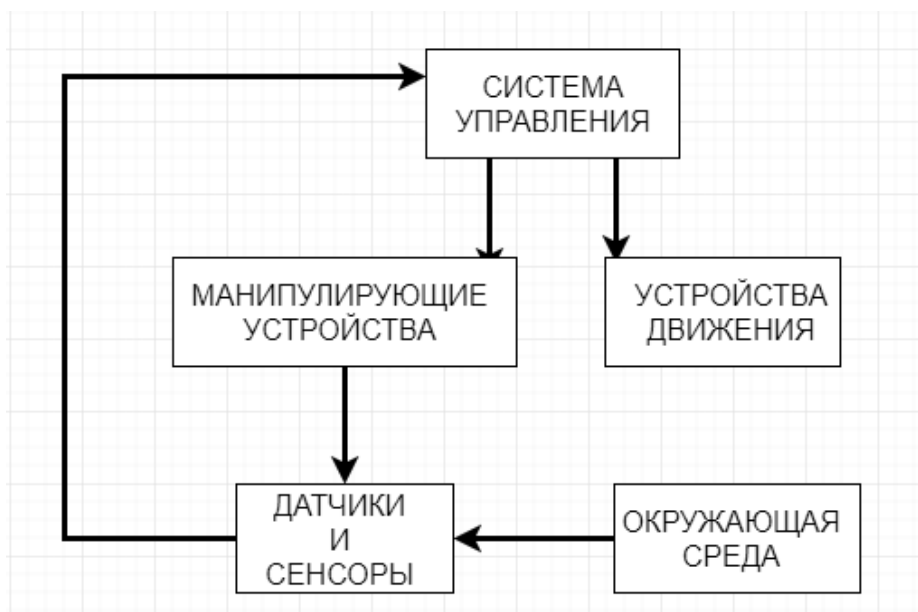 СИСТЕМА
УПРАВЛЕНИЯ
МАНИПУЛИРУЮЩИЕ
УСТРОЙСТВА
УСТРОЙСТВА
ДВИЖЕНИЯ
ДАТЧИКИ
И
СЕНСОРЫ
ОКРУЖАЮЩАЯ
СРЕДА